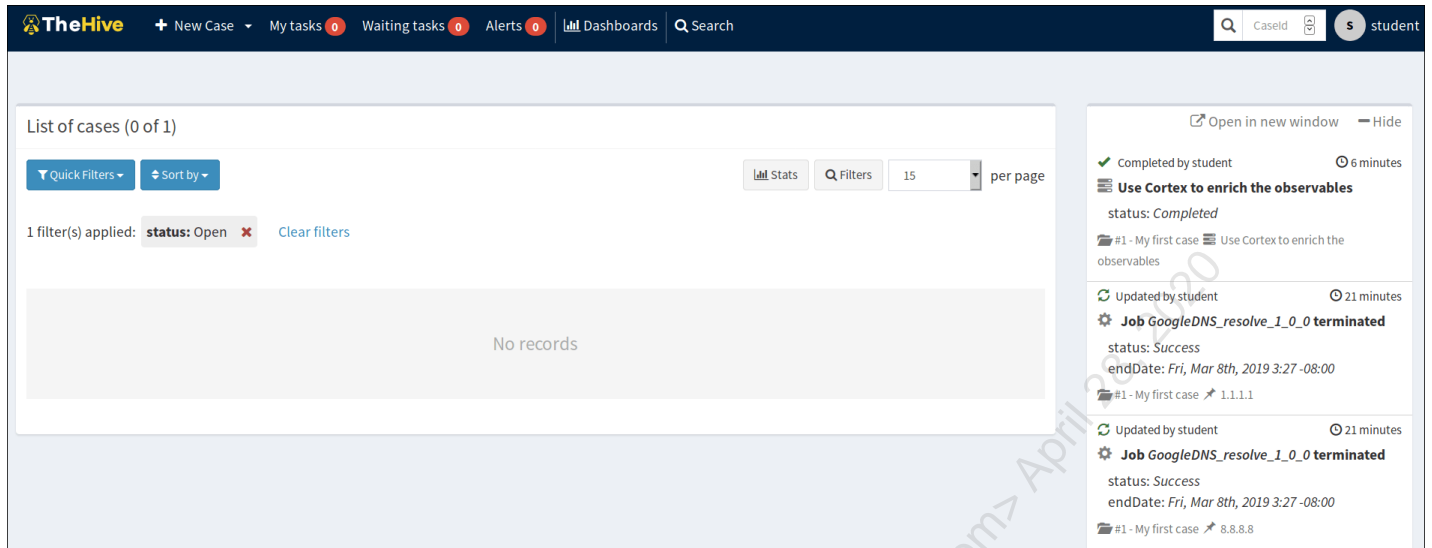 TheHive + New Case My tasks 0 Waiting tasks 0 Alerts 0 Dashboards Search CaseId S student
List of cases (0 of 1)
Quick Filters Sort by Stats Filters 15 per page
1 filter(s) applied: status: Open Clear filters
No records
Open in new window Hide
Completed by student 6 minutes
Use Cortex to enrich the observables
status: Completed
#1 - My first case Use Cortex to enrich the
observables
Updated by student 21 minutes
Job GoogleDNS_resolve_1_0_0 terminated
status: Success
endDate: Fri, Mar 8th, 2019 3:27 -08:00
#1 - My first case 1.1.1.1
Updated by student 21 minutes
Job GoogleDNS_resolve_1_0_0 terminated
status: Success
endDate: Fri, Mar 8th, 2019 3:27 -08:00
#1 - My first case 8.8.8.8
om> April 28, 2020